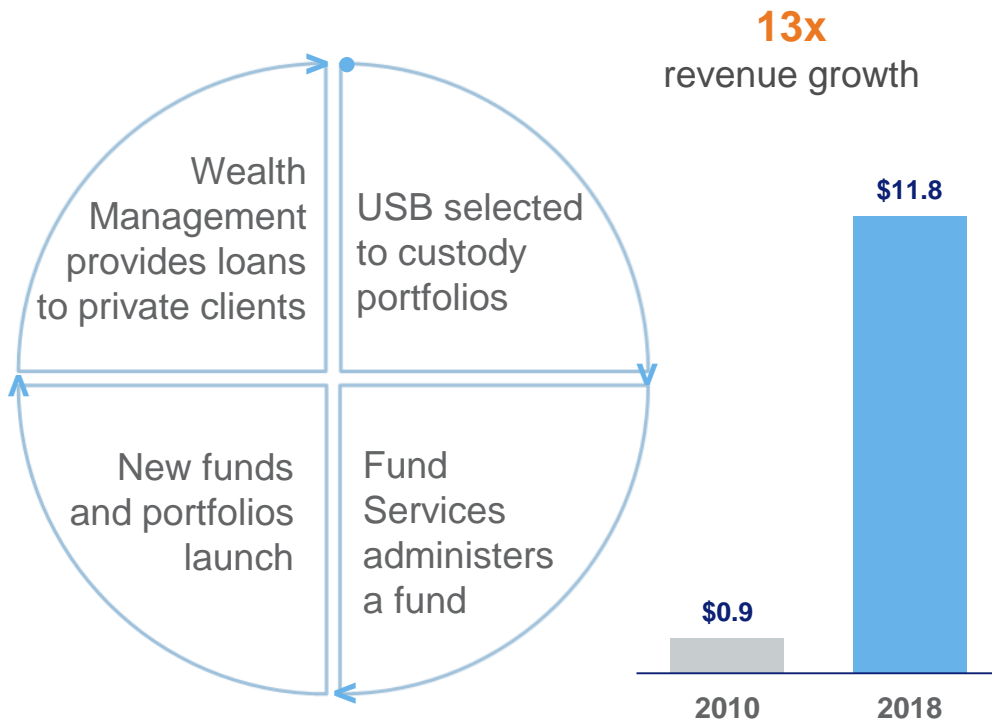 Wealth
Management
provides loans
to private clients
USB selected
to custody
portfolios
New funds
and portfolios
launch
Fund
Services
administers
a fund
13x
revenue growth
$11.8
$0.9
2010
2018